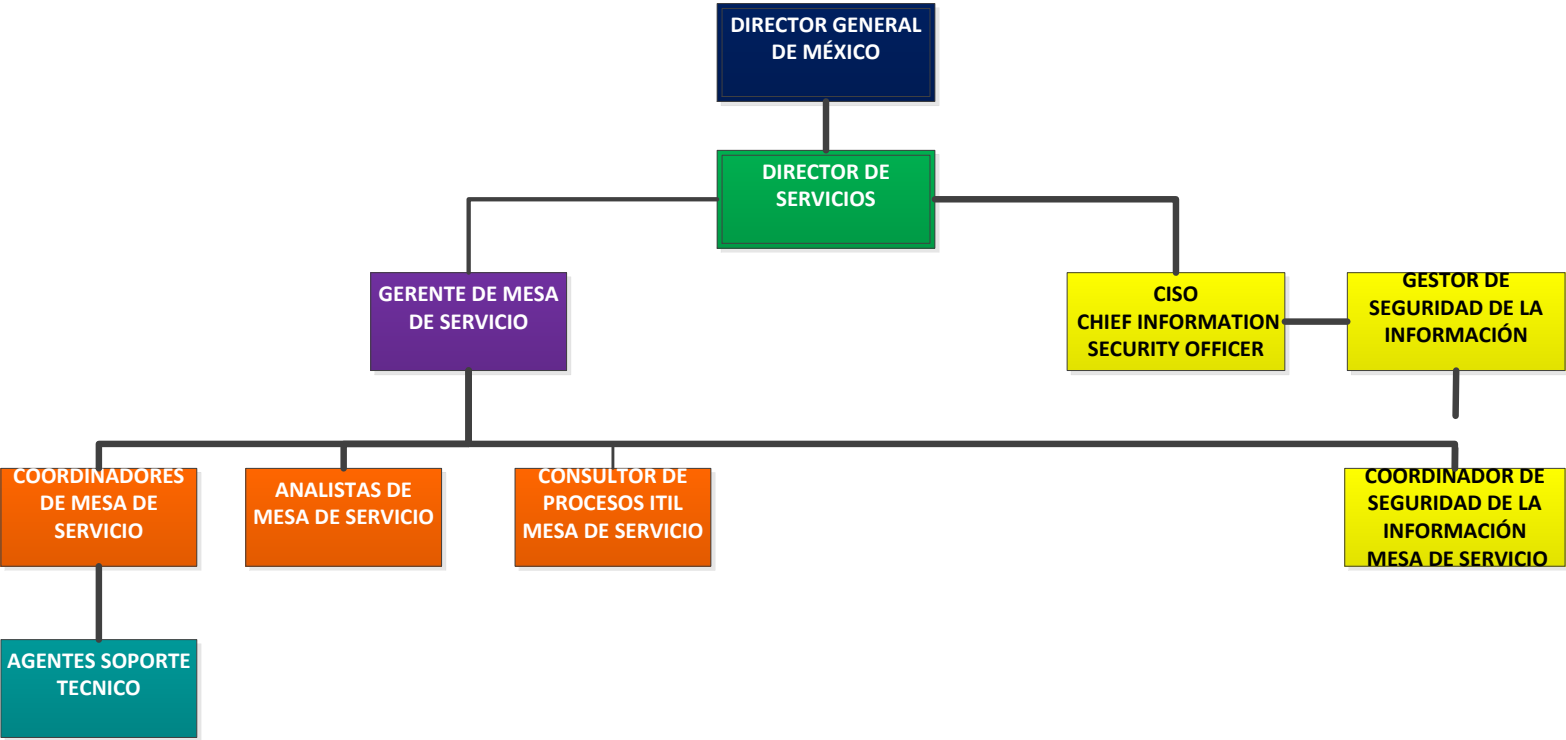 DIRECTOR GENERAL
DE MÉXICO
DIRECTOR DE
SERVICIOS
GERENTE DE MESA
DE SERVICIO
CISO
CHIEF INFORMATION
SECURITY OFFICER
GESTOR DE
SEGURIDAD DE LA
INFORMACIÓN
COORDINADORES
DE MESA DE
SERVICIO
ANALISTAS DE
MESA DE SERVICIO
CONSULTOR DE
PROCESOS ITIL
MESA DE SERVICIO
COORDINADOR DE
SEGURIDAD DE LA
INFORMACIÓN
MESA DE SERVICIO
AGENTES SOPORTE
TECNICO